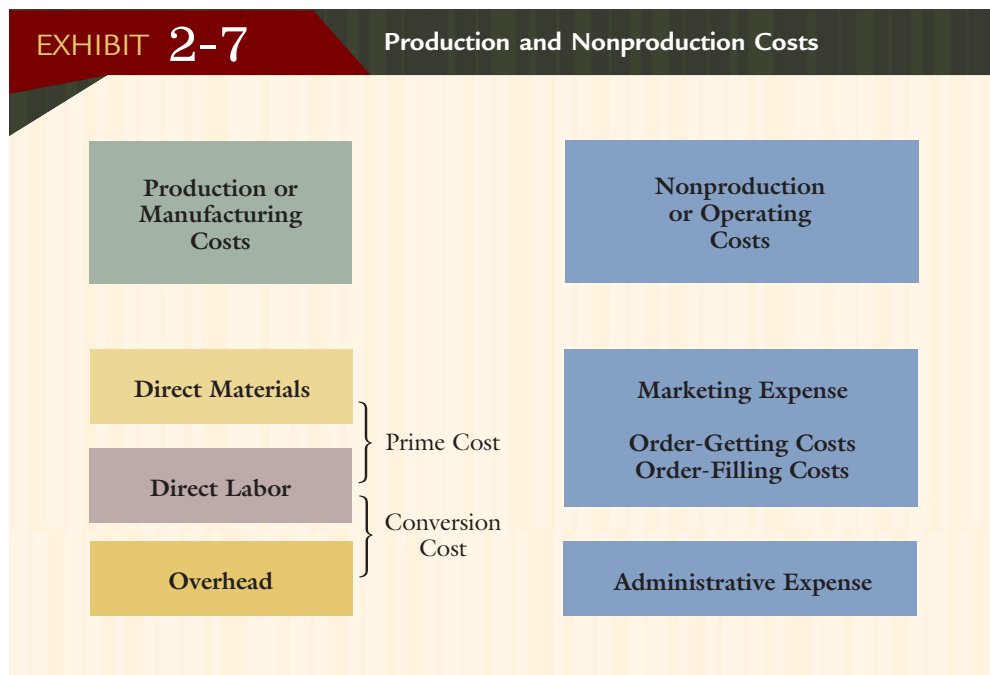 EXHIBIT 2-7
Production and Nonproduction Costs
Production or
Manufacturing
Costs
Nonproduction
or Operating
Costs
Direct Materials
Prime Cost
Direct Labor
Conversion
Cost
Overhead
Marketing Expense
Order-Getting Costs
Order-Filling Costs
Administrative Expense